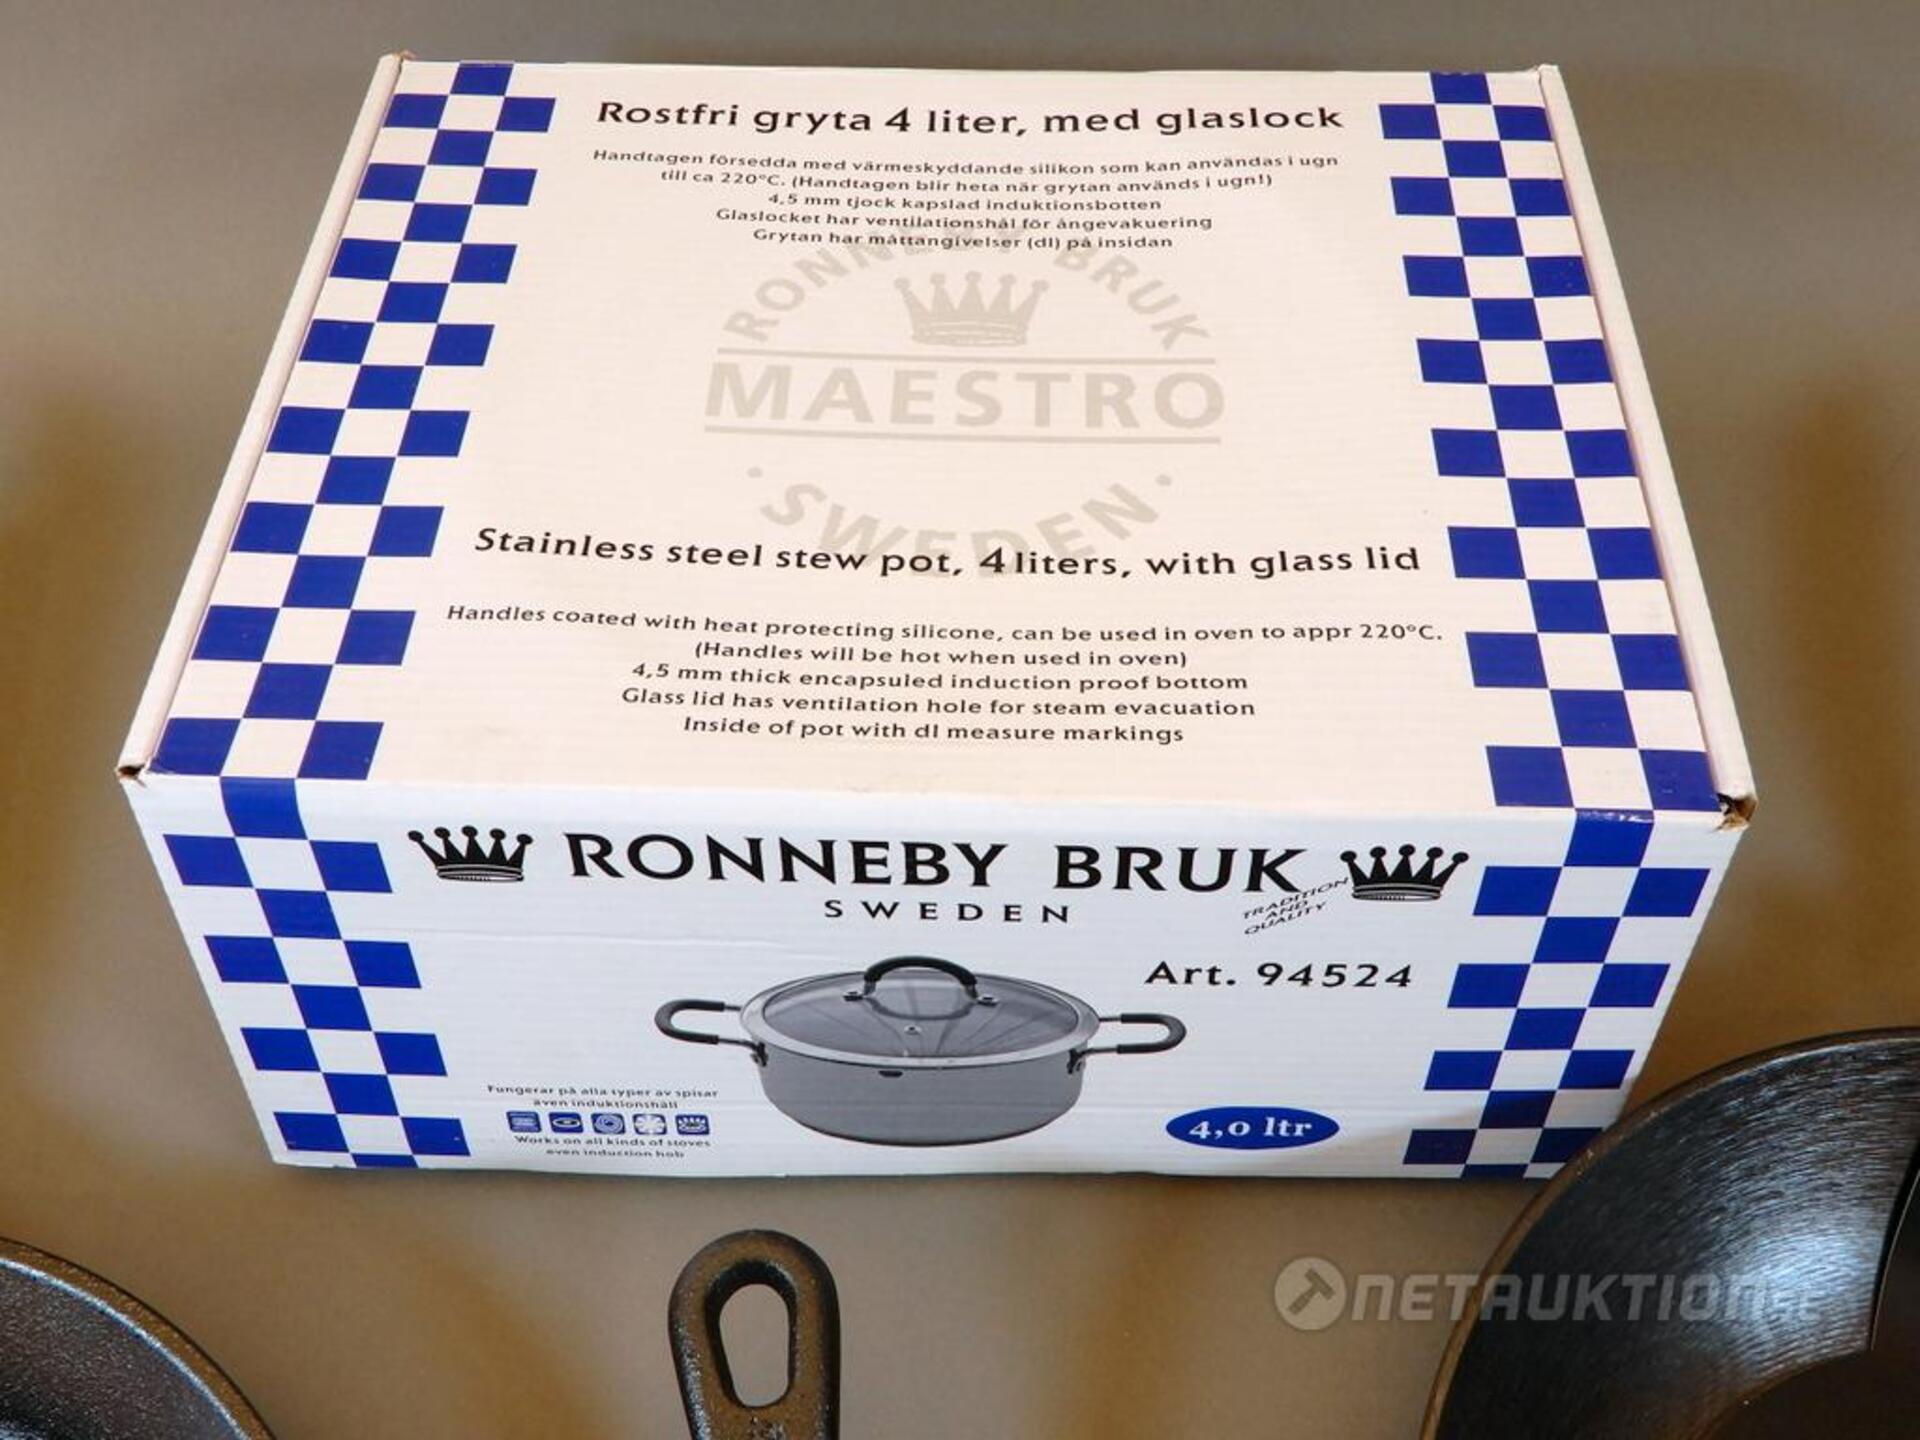 Rostfri gryta 4 liter, med glaslock
Handtagen försedda med värmeskyddande silikon som kan användas i ugn
till ca 220°C. (Handtagen blir heta när grytan används i ugn!)
4,5 mm tjock kapslad induktionsbotten
Glaslocket har ventilationshål för ångevakuering
Grytan har måttangivelser (dl) på insidan
RONNEBY BRUK
MAESTRO
· SWEDEN ·
Stainless steel stew pot, 4 liters, with glass lid
Handles coated with heat protecting silicone, can be used in oven to appr 220°C.
(Handles will be hot when used in oven)
4,5 mm thick encapsuled induction proof bottom
Glass lid has ventilation hole for steam evacuation
Inside of pot with dl measure markings
RONNEBY BRUK
SWEDEN
TRADITION
AND
QUALITY
Art. 94524
Fungerar på alla typer av spisar
även induktionshäll
Works on all kinds of stoves
even induction hob
4,0 ltr
NETAUKTION.SE